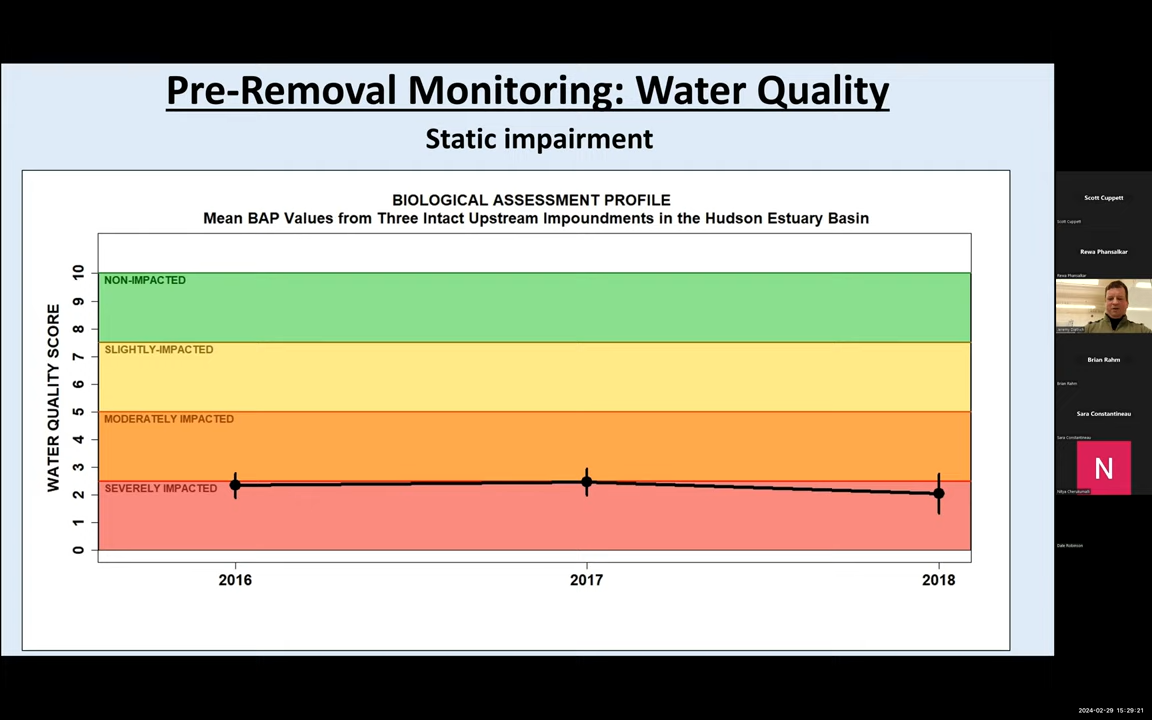 Pre-Removal Monitoring: Water Quality
Static impairment
BIOLOGICAL ASSESSMENT PROFILE
Mean BAP Values from Three Intact Upstream Impoundments in the Hudson Estuary Basin
WATER QUALITY SCORE
10
9
8
7
6
5
4
3
2
1
0
NON-IMPACTED
SLIGHTLY-IMPACTED
MODERATELY IMPACTED
SEVERELY IMPACTED
2016
2017
2018
Scott Cuppett
Scott Cuppett
Rewa Phansalkar
Rewa Phansalkar
Brian Rahm
Brian Rahm
Sara Constantineau
Sara Constantineau
N
Dale Robinson
2024-02-29 15:29:21